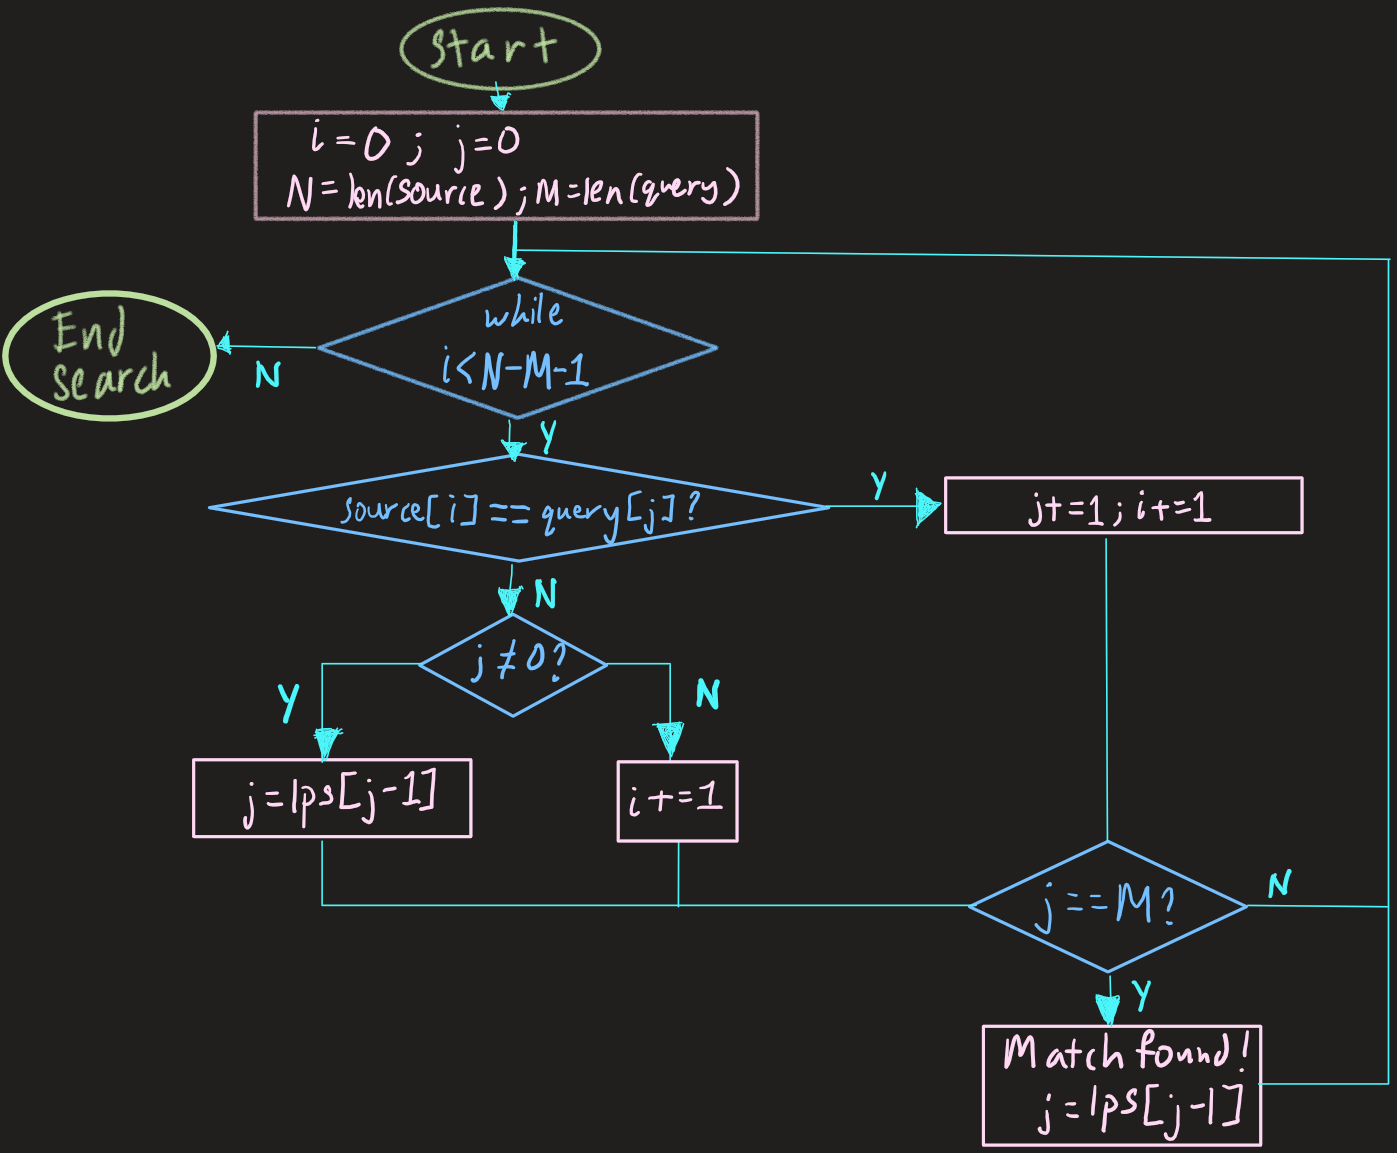 Start
i=0 ; j=0
N=len(source) ; M=len(query)
while
i<N-M-1
N
End
search
Y
source[i]==query[j]?
Y
j+=1 ; i+=1
N
j≠0?
Y
N
j=lps[j-1]
i+=1
j==M?
N
Y
Match found!
j=lps[j-1]